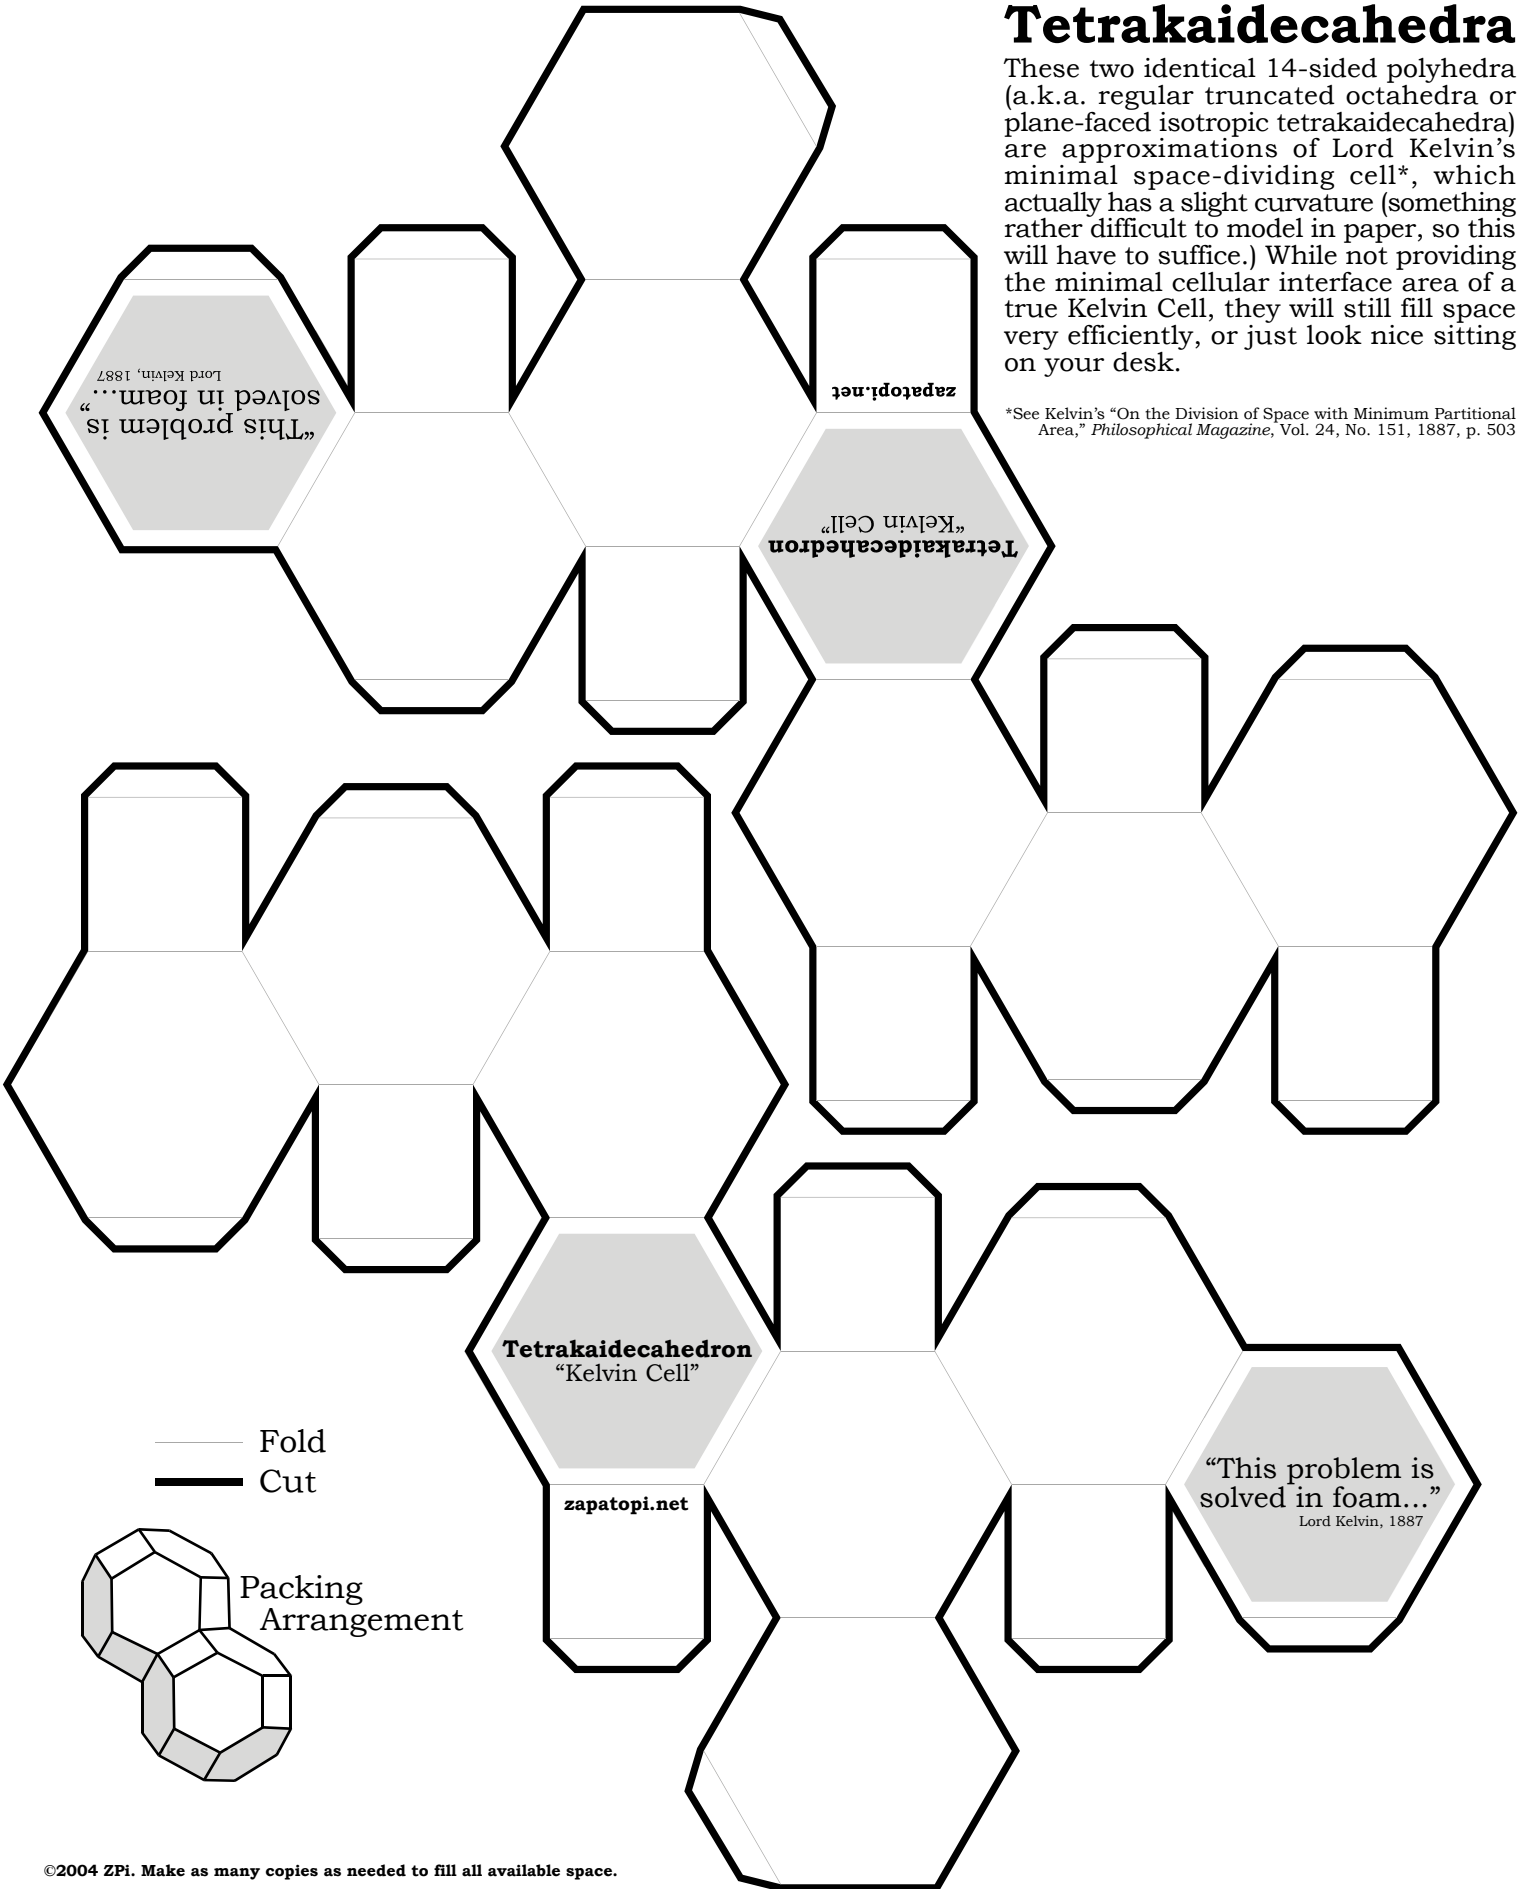 Tetrakaidecahedra
These two identical 14-sided polyhedra
(a.k.a. regular truncated octahedra or
plane-faced isotropic tetrakaidecahedra)
are approximations of Lord Kelvin’s
minimal space-dividing cell*, which
actually has a slight curvature (something
rather difficult to model in paper, so this
will have to suffice.) While not providing
the minimal cellular interface area of a
true Kelvin Cell, they will still fill space
very efficiently, or just look nice sitting
on your desk.
*See Kelvin’s “On the Division of Space with Minimum Partitional
Area,” Philosophical Magazine, Vol. 24, No. 151, 1887, p. 503
“This problem is
solved in foam...”
Lord Kelvin, 1887
zapatopi.net
Tetrakaidecahedron
“Kelvin Cell”
Tetrakaidecahedron
“Kelvin Cell”
zapatopi.net
“This problem is
solved in foam...”
Lord Kelvin, 1887
Fold
Cut
Packing
Arrangement
©2004 ZPi. Make as many copies as needed to fill all available space.